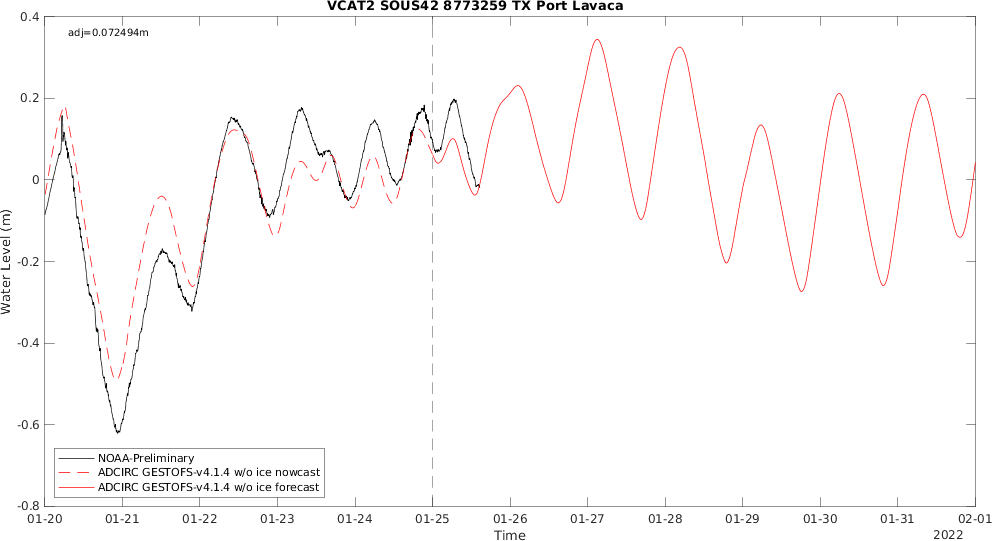 VCAT2 SOUS42 8773259 TX Port Lavaca
adj=0.072494m
0.4
0.2
0
-0.2
-0.4
-0.6
-0.8
Water Level (m)
NOAA-Preliminary
ADCIRC GESTOFS-v4.1.4 w/o ice nowcast
ADCIRC GESTOFS-v4.1.4 w/o ice forecast
01-20 01-21 01-22 01-23 01-24 01-25 01-26 01-27 01-28 01-29 01-30 01-31 02-01
Time
2022